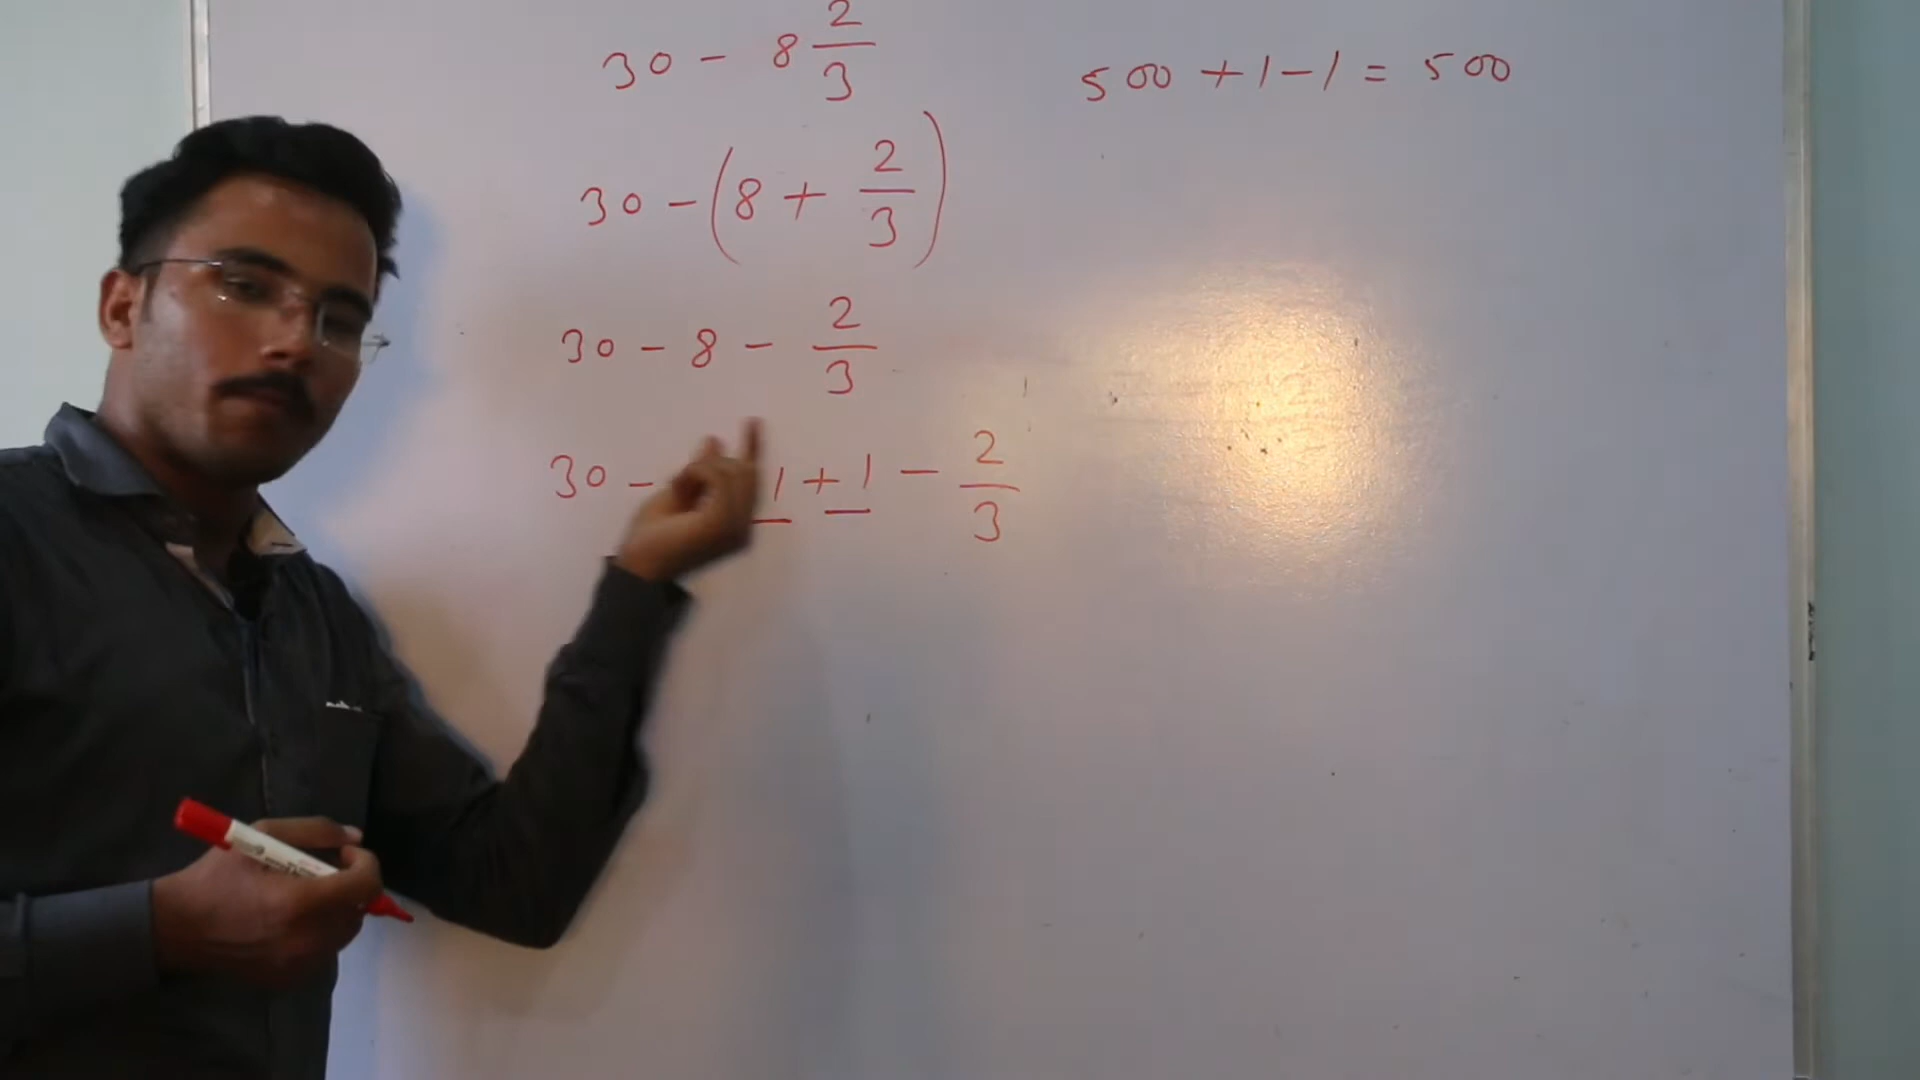 30 - 8 2/3
500 + 1 - 1 = 500
30 - (8 + 2/3)
30 - 8 - 2/3
30 - 1 + 1 - 2/3